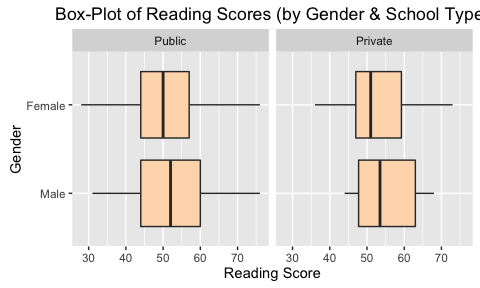 Box-Plot of Reading Scores (by Gender & School Type
Public
Private
Gender
Female
Male
30 40 50 60 70
30 40 50 60 70
Reading Score